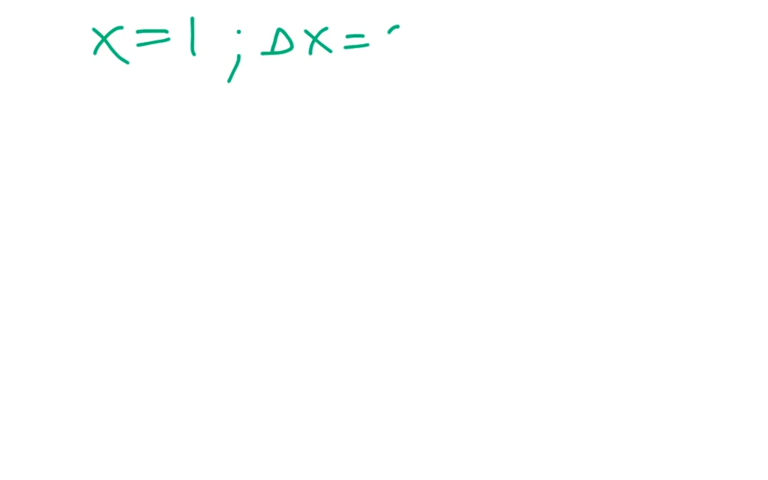 x = 1 ; Δx =